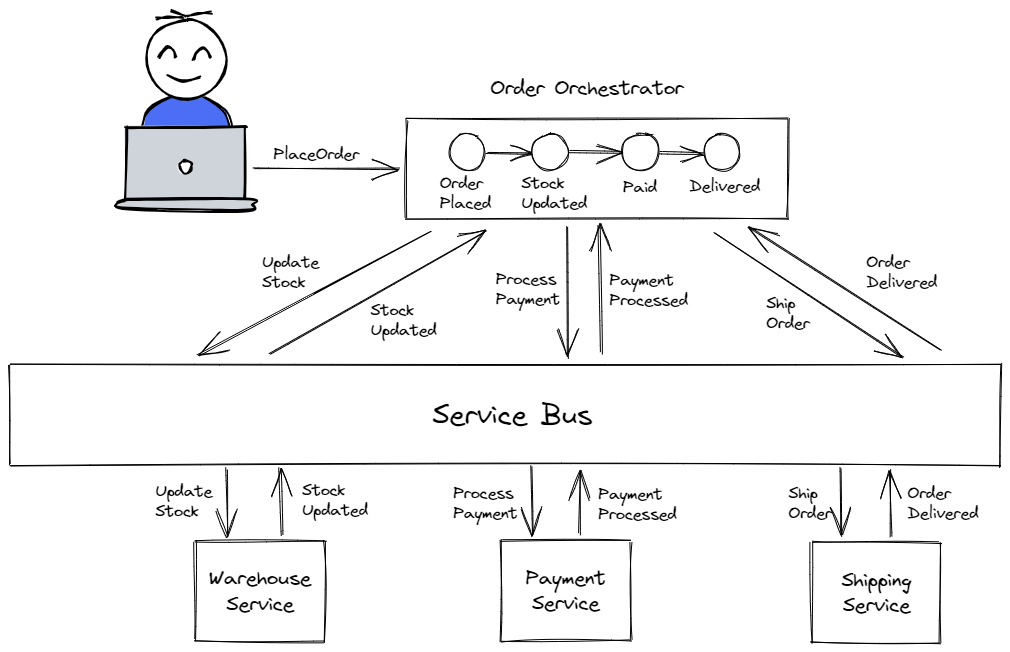 Order Orchestrator
PlaceOrder
Order
Placed
Stock
Updated
Paid
Delivered
Update
Stock
Stock
Updated
Process
Payment
Payment
Processed
Ship
Order
Order
Delivered
Service Bus
Update
Stock
Stock
Updated
Process
Payment
Payment
Processed
Ship
Order
Order
Delivered
Warehouse
Service
Payment
Service
Shipping
Service